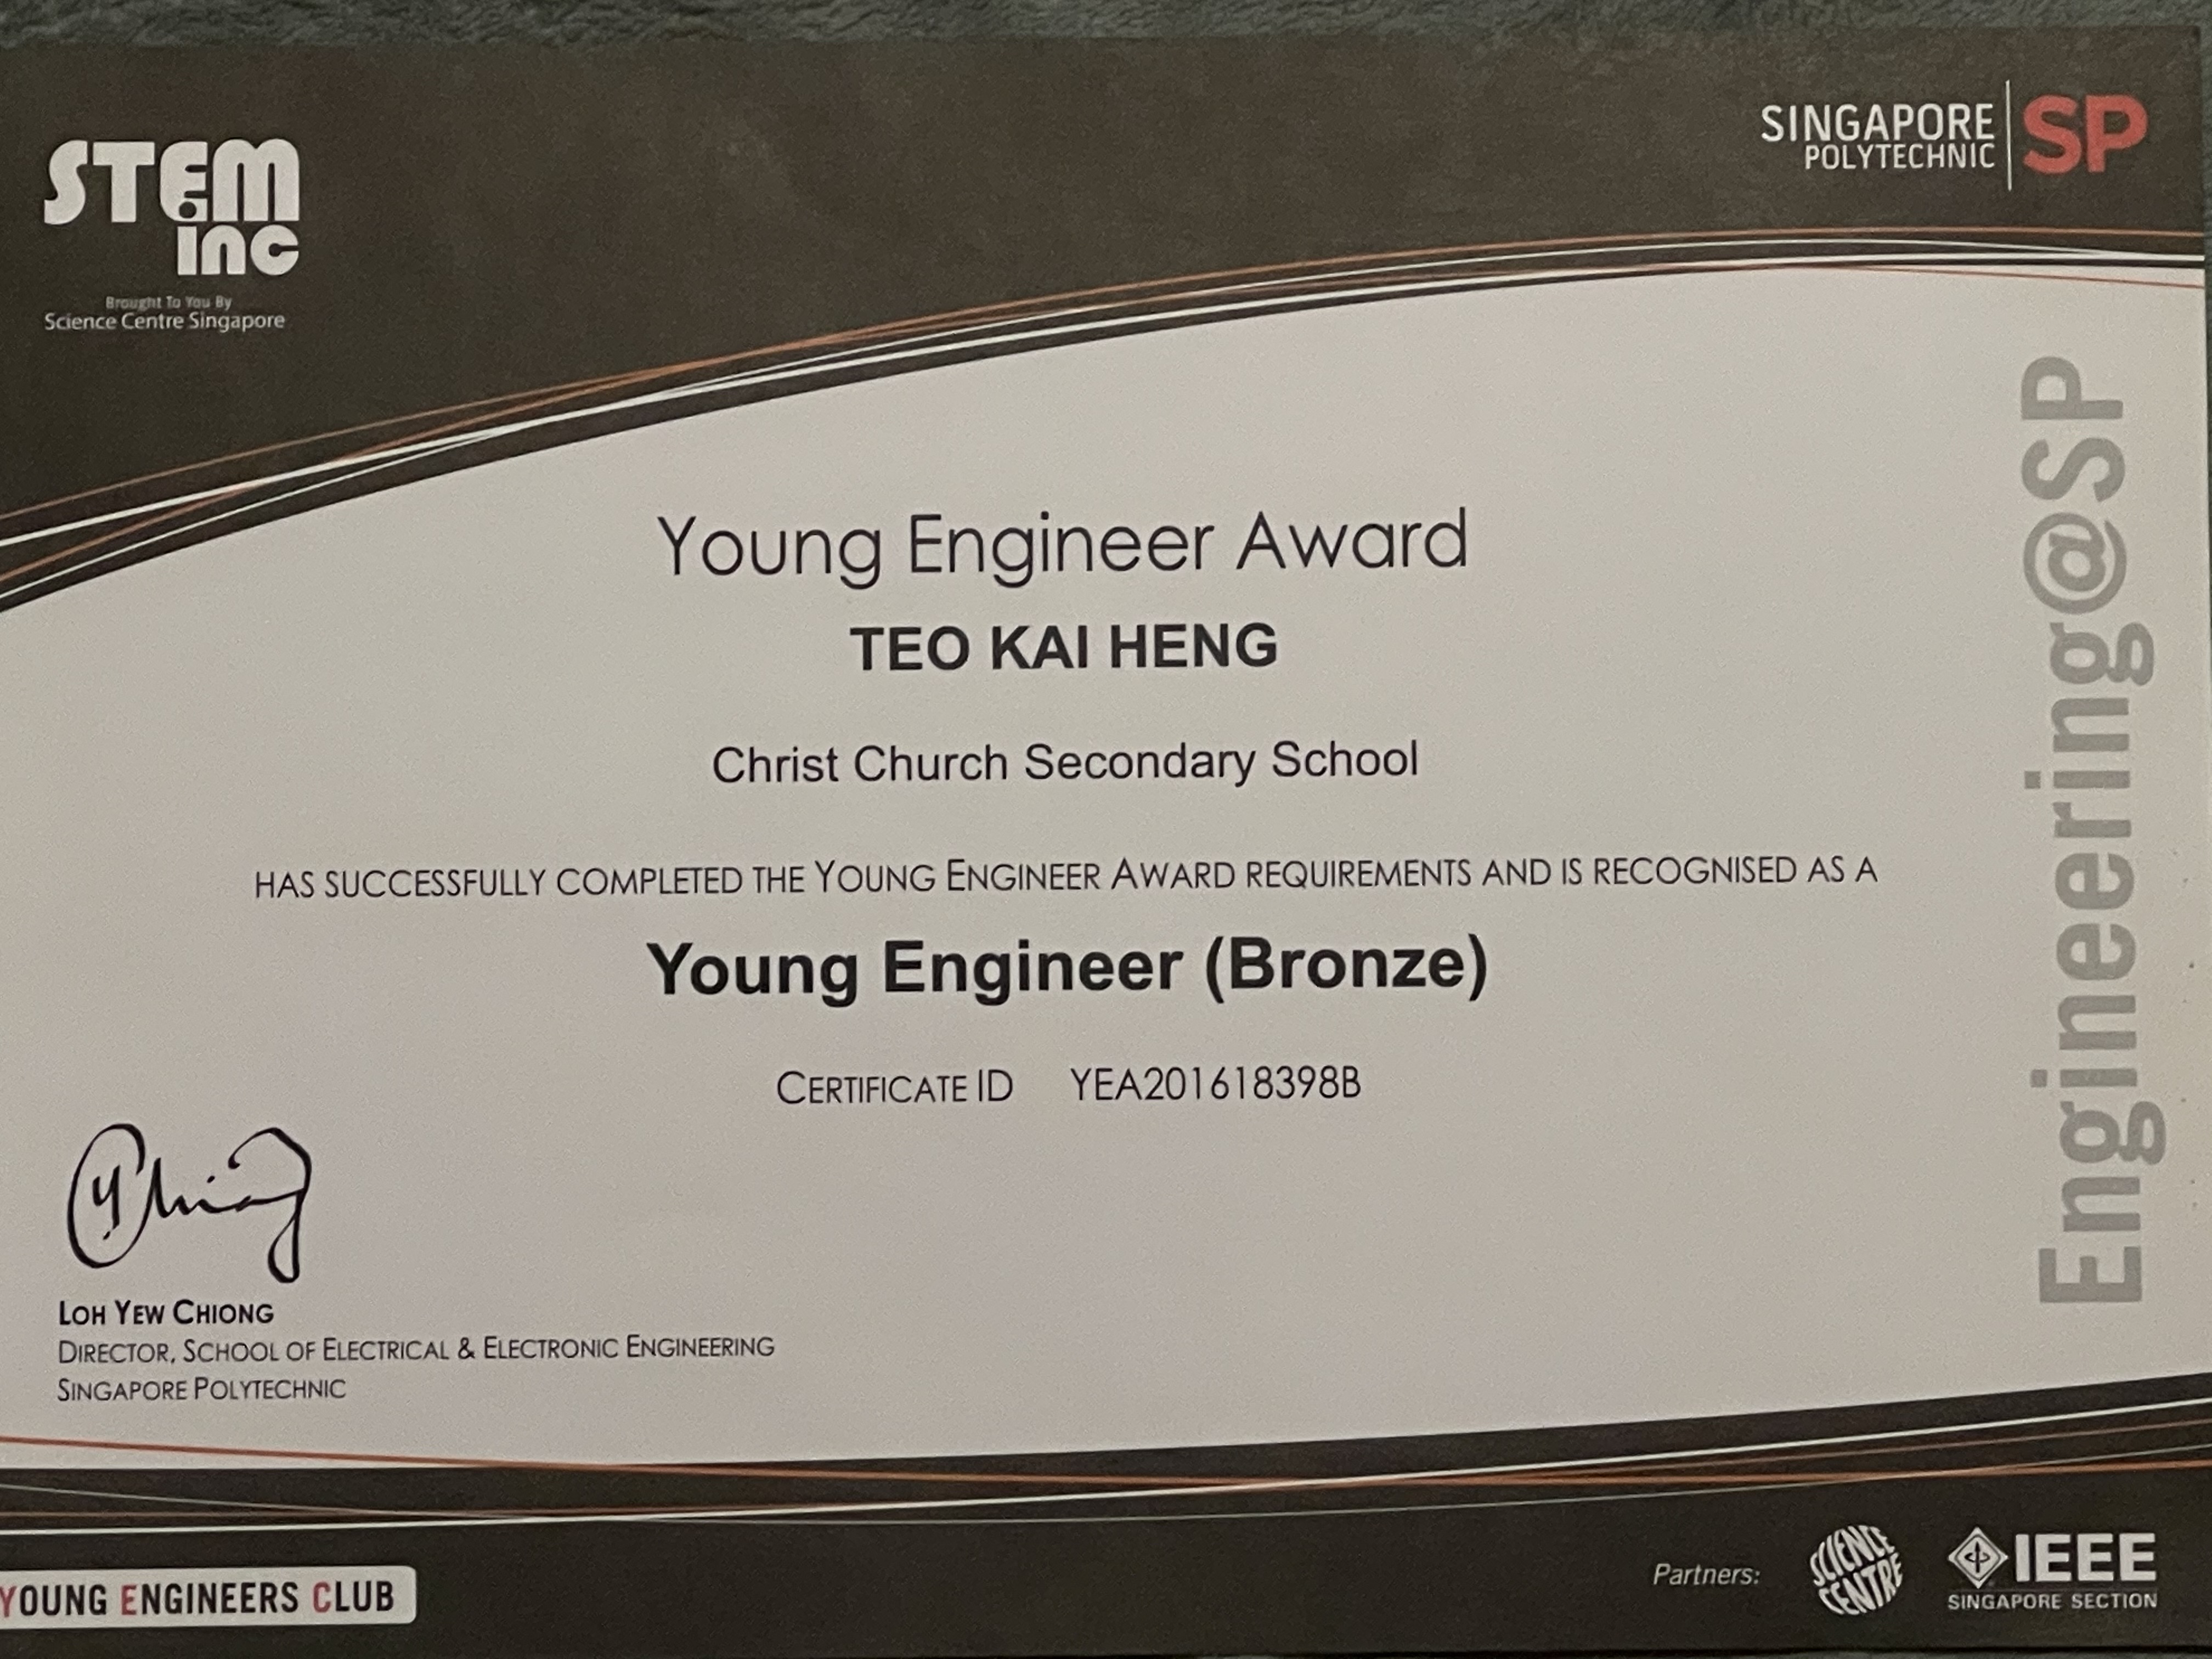 STEM
Inc
Brought To You By
Science Centre Singapore
SINGAPORE
POLYTECHNIC
SP
Young Engineer Award
TEO KAI HENG
Christ Church Secondary School
HAS SUCCESSFULLY COMPLETED THE YOUNG ENGINEER AWARD REQUIREMENTS AND IS RECOGNISED AS A
Young Engineer (Bronze)
CERTIFICATE ID YEA201618398B
LOH YEW CHIONG
DIRECTOR, SCHOOL OF ELECTRICAL & ELECTRONIC ENGINEERING
SINGAPORE POLYTECHNIC
Engineering@SP
YOUNG ENGINEERS CLUB
Partners:
SCIENCE
CENTRE
IEEE
SINGAPORE SECTION